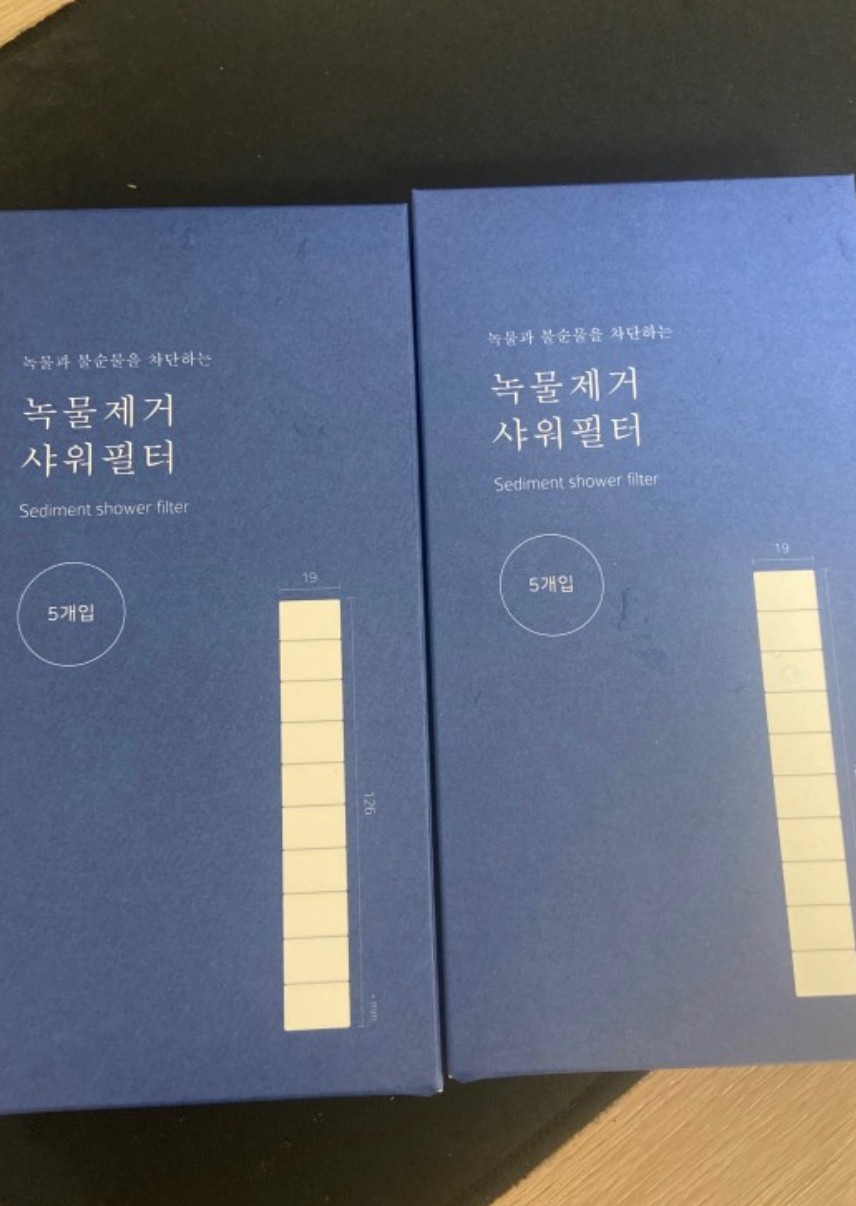 녹물과 불순물을 차단하는
녹물제거
샤워필터
Sediment shower filter
5개입
19
126
녹물과 불순물을 차단하는
녹물제거
샤워필터
Sediment shower filter
5개입
19